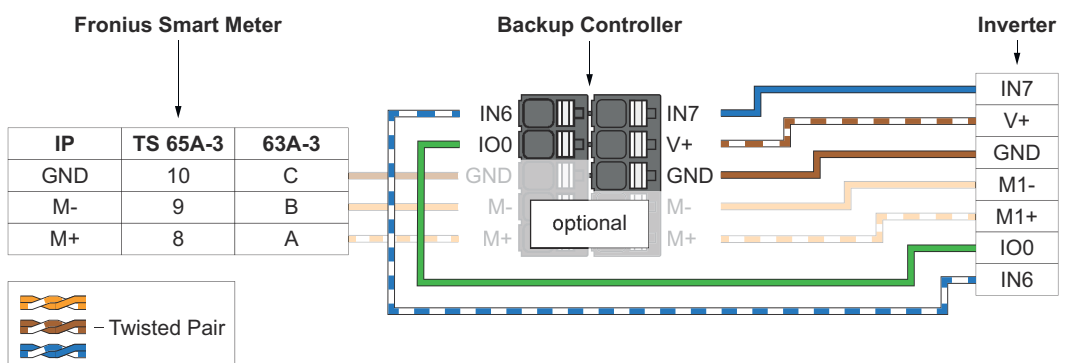 Fronius Smart Meter
Backup Controller
Inverter
IP TS 65A-3 63A-3
GND 10 C
M- 9 B
M+ 8 A
IN6 IN7
IO0 V+
GND GND
M- M-
M+ M+
optional
IN7
V+
GND
M1-
M1+
IO0
IN6
– Twisted Pair